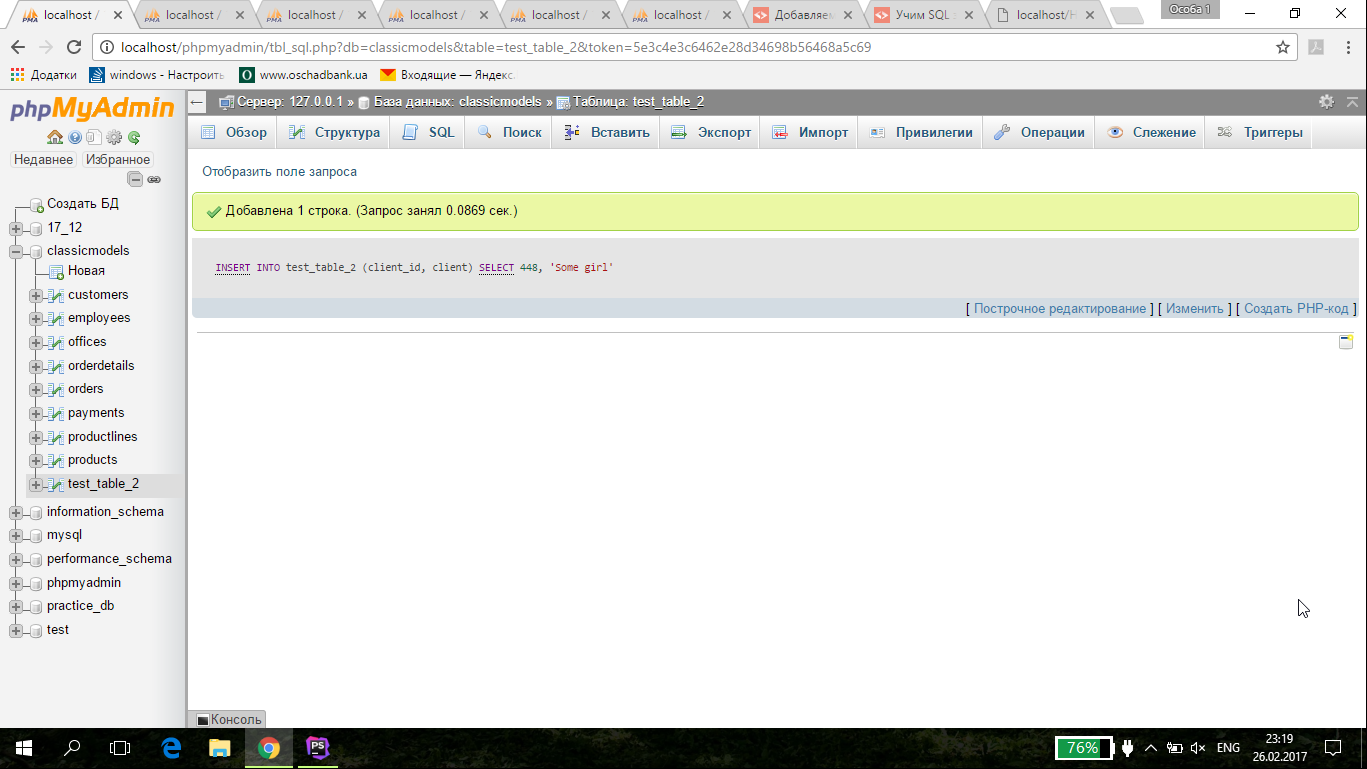 localhost / localhost / localhost / localhost / localhost / localhost / Добавляем Учим SQL localhost/ Особа 1
localhost/phpmyadmin/tbl_sql.php?db=classicmodels&table=test_table_2&token=5e3c4e3c6462e28d34698b56468a5c69
Додатки windows - Настроить www.oschadbank.ua Входящие — Яндекс.
phpMyAdmin
Недавнее Избранное
Создать БД
17_12
classicmodels
Новая
customers
employees
offices
orderdetails
orders
payments
productlines
products
test_table_2
information_schema
mysql
performance_schema
phpmyadmin
practice_db
test
Сервер: 127.0.0.1 » База данных: classicmodels » Таблица: test_table_2
Обзор Структура SQL Поиск Вставить Экспорт Импорт Привилегии Операции Слежение Триггеры
Отобразить поле запроса
Добавлена 1 строка. (Запрос занял 0.0869 сек.)
INSERT INTO test_table_2 (client_id, client) SELECT 448, 'Some girl'
[ Построчное редактирование ] [ Изменить ] [ Создать PHP-код ]
Консоль
76% ENG 23:19
26.02.2017